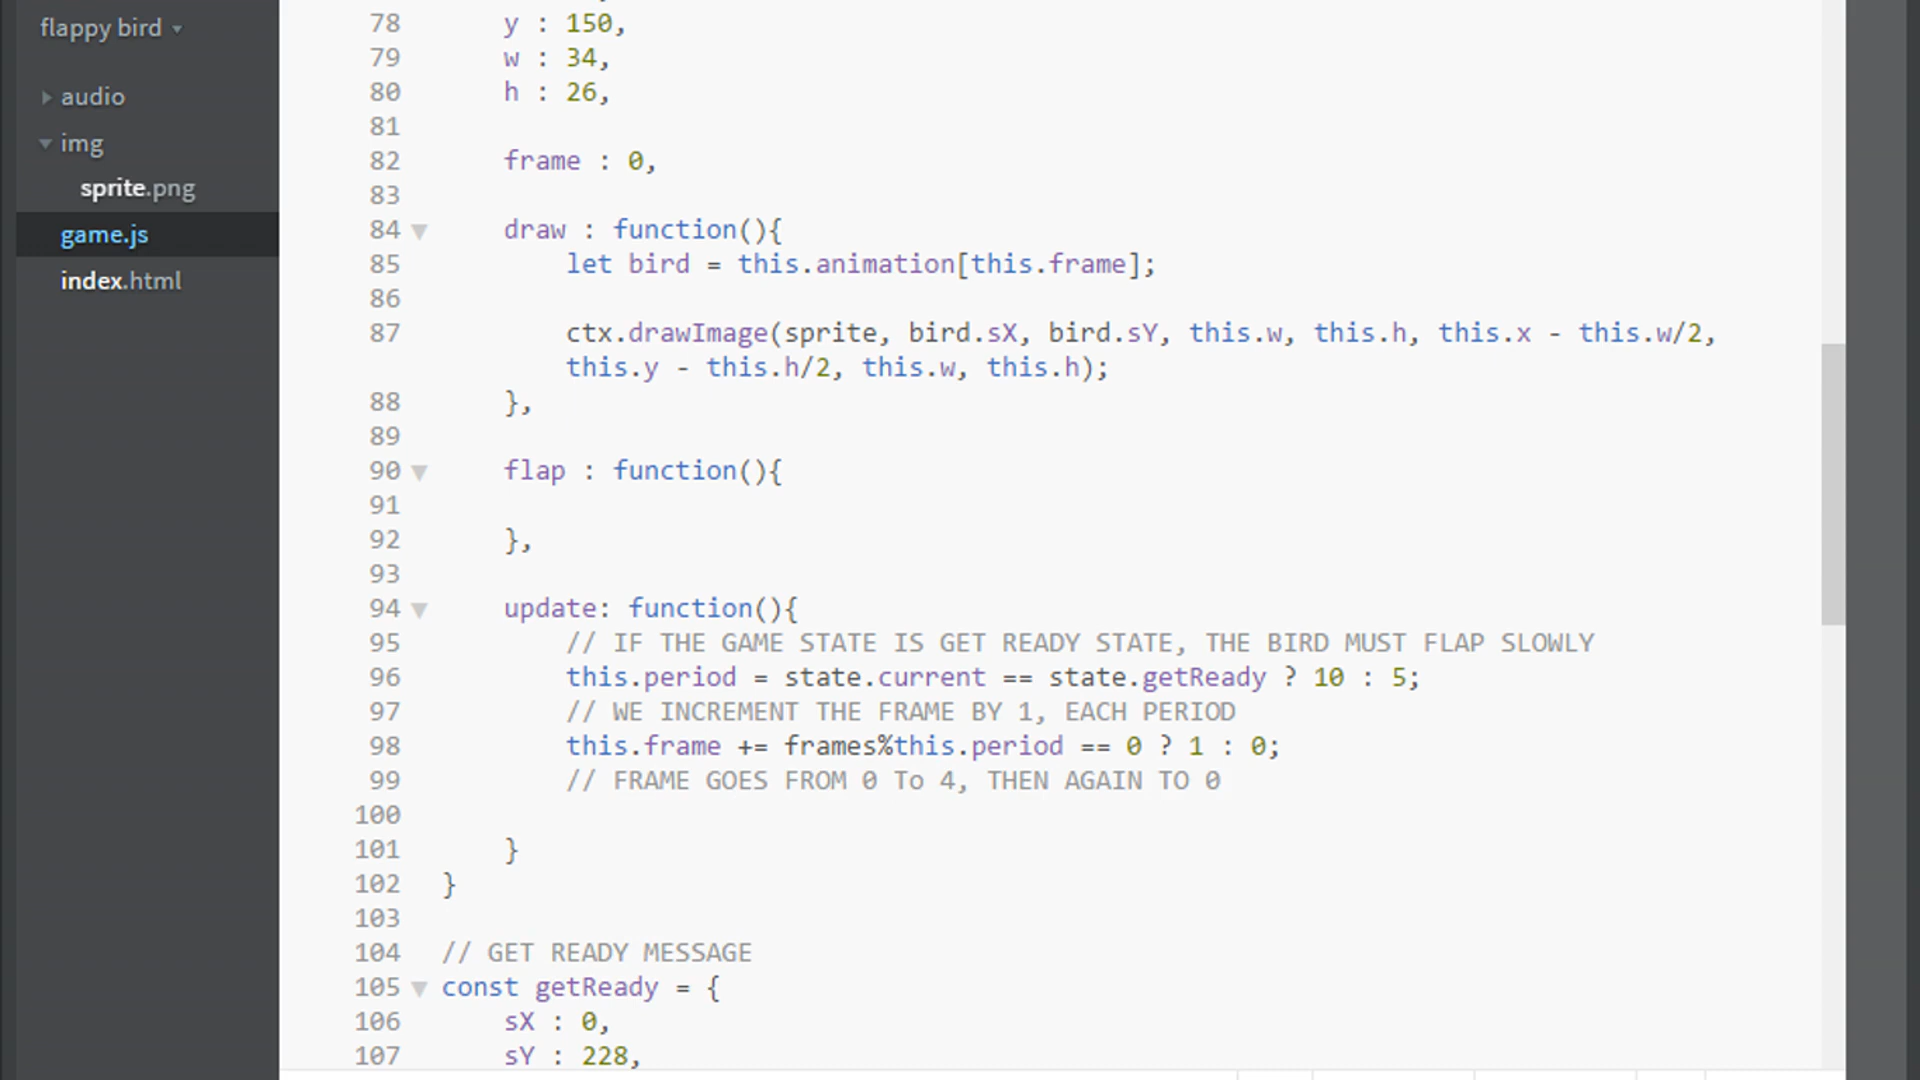 flappy bird
audio
img
sprite.png
game.js
index.html
78 y : 150,
79 w : 34,
80 h : 26,
81
82 frame : 0,
83
84 draw : function(){
85 let bird = this.animation[this.frame];
86
87 ctx.drawImage(sprite, bird.sX, bird.sY, this.w, this.h, this.x - this.w/2,
this.y - this.h/2, this.w, this.h);
88 },
89
90 flap : function(){
91
92 },
93
94 update: function(){
95 // IF THE GAME STATE IS GET READY STATE, THE BIRD MUST FLAP SLOWLY
96 this.period = state.current == state.getReady ? 10 : 5;
97 // WE INCREMENT THE FRAME BY 1, EACH PERIOD
98 this.frame += frames%this.period == 0 ? 1 : 0;
99 // FRAME GOES FROM 0 To 4, THEN AGAIN TO 0
100
101 }
102 }
103
104 // GET READY MESSAGE
105 const getReady = {
106 sX : 0,
107 sY : 228,